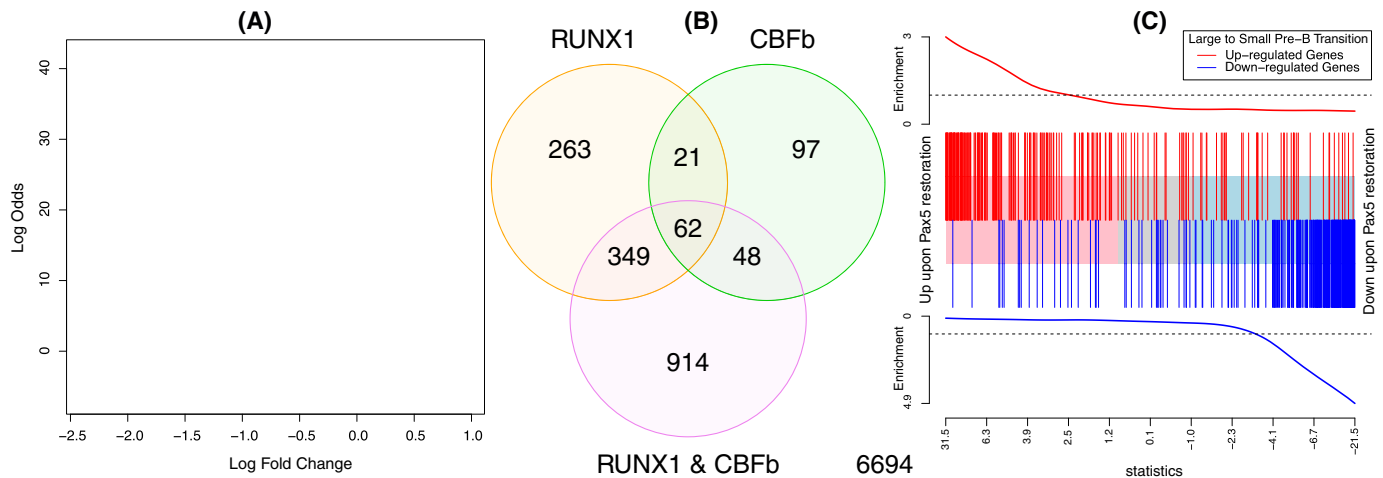 (A)
40
30
20
10
0
Log Odds
−2.5 −2.0 −1.5 −1.0 −0.5 0.0 0.5 1.0
Log Fold Change
(B)
RUNX1 CBFb
263 21 97
62
349 48
914
RUNX1 & CBFb 6694
(C)
Large to Small Pre−B Transition
Up−regulated Genes
Down−regulated Genes
3
0
Enrichment
Up upon Pax5 restoration
Down upon Pax5 restoration
0
4.9
Enrichment
31.5 6.3 3.9 2.5 1.2 0.1 −1.0 −2.3 −4.1 −6.7 −21.5
statistics